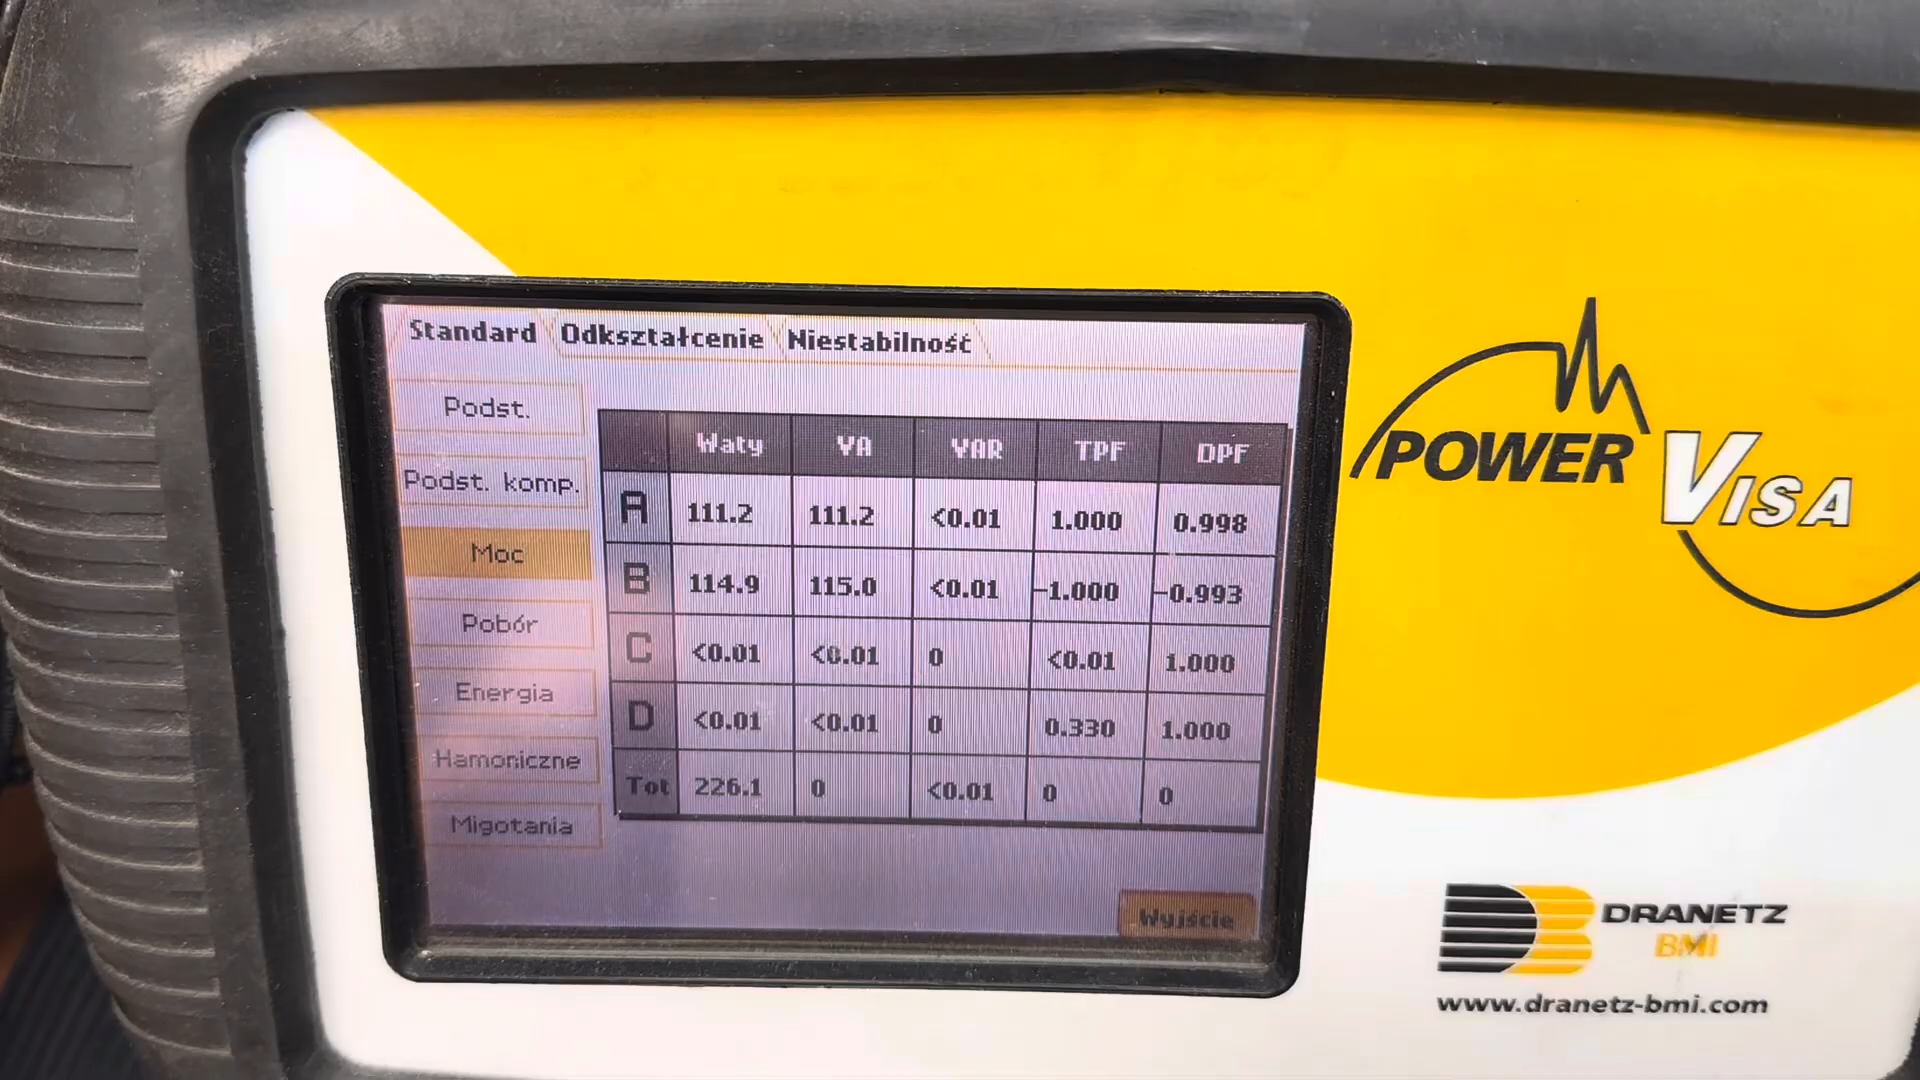 Standard Odkształcenie Niestabilność
Podst.
Podst. komp.
Moc
Pobór
Energia
Hamoniczne
Migotania
Waty VA VAR TPF DPF
A 111.2 111.2 <0.01 1.000 0.998
B 114.9 115.0 <0.01 -1.000 -0.993
C <0.01 <0.01 0 <0.01 1.000
D <0.01 <0.01 0 0.330 1.000
Tot 226.1 0 <0.01 0 0
Wyjście
POWER VISA
DRANETZ
BMI
www.dranetz-bmi.com